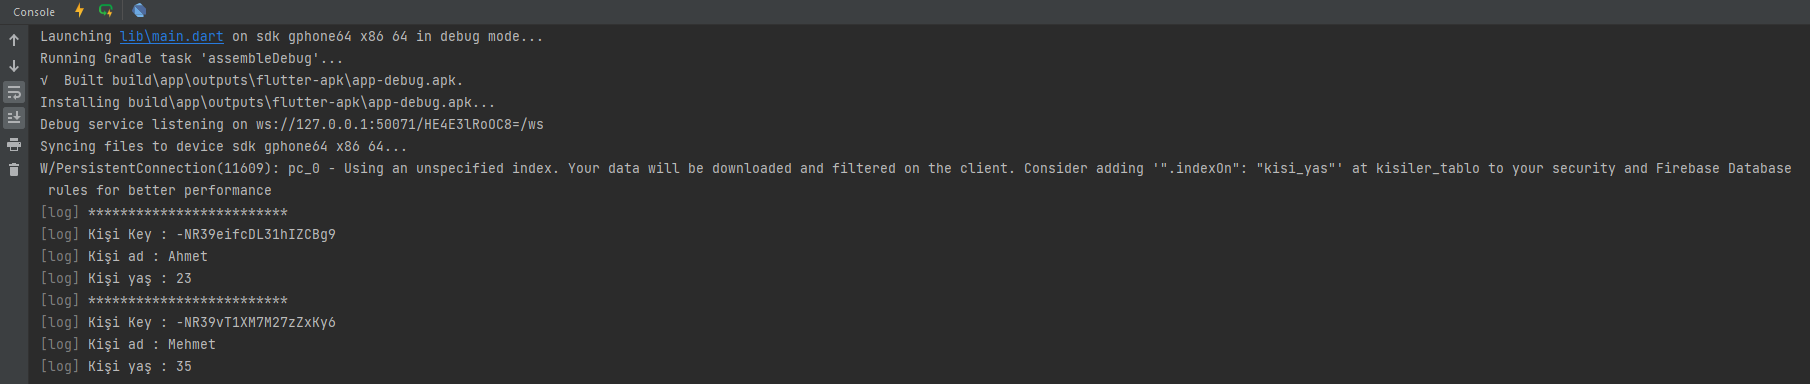 Console
Launching lib\main.dart on sdk gphone64 x86 64 in debug mode...
Running Gradle task 'assembleDebug'...
√  Built build\app\outputs\flutter-apk\app-debug.apk.
Installing build\app\outputs\flutter-apk\app-debug.apk...
Debug service listening on ws://127.0.0.1:50071/HE4E3lRoOC8=/ws
Syncing files to device sdk gphone64 x86 64...
W/PersistentConnection(11609): pc_0 - Using an unspecified index. Your data will be downloaded and filtered on the client. Consider adding '".indexOn": "kisi_yas"' at kisiler_tablo to your security and Firebase Database
rules for better performance
[log] *************************
[log] Kişi Key : -NR39eifcDL31hIZCBg9
[log] Kişi ad : Ahmet
[log] Kişi yaş : 23
[log] *************************
[log] Kişi Key : -NR39vT1XM7M27zZxKy6
[log] Kişi ad : Mehmet
[log] Kişi yaş : 35